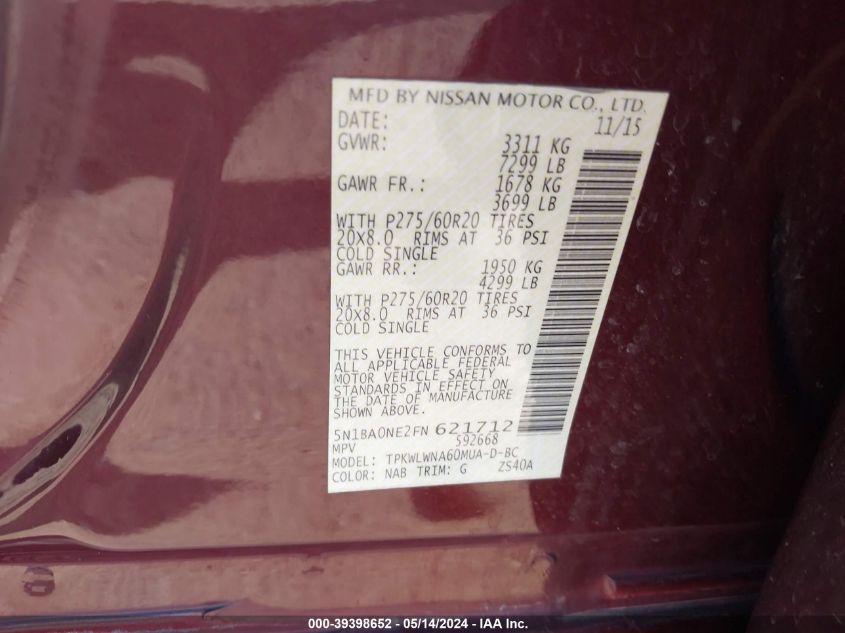 MFD BY NISSAN MOTOR CO., LTD.
DATE: 11/15
GVWR: 3311 KG
7299 LB
GAWR FR.: 1678 KG
3699 LB
WITH P275/60R20 TIRES
20X8.0 RIMS AT 36 PSI
COLD SINGLE
GAWR RR.: 1950 KG
4299 LB
WITH P275/60R20 TIRES
20X8.0 RIMS AT 36 PSI
COLD SINGLE
THIS VEHICLE CONFORMS TO
ALL APPLICABLE FEDERAL
MOTOR VEHICLE SAFETY
STANDARDS IN EFFECT ON
THE DATE OF MANUFACTURE
SHOWN ABOVE.
5N1BA0NE2FN 621712
MPV 592668
MODEL: TPKWLWNA60MUA-D-BC
COLOR: NAB TRIM: G ZS40A
000-39398652 - 05/14/2024 - IAA Inc.